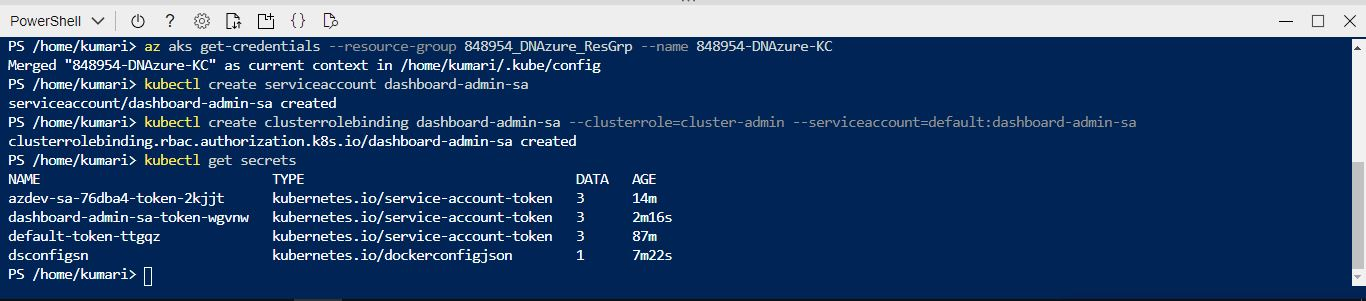 PowerShell
PS /home/kumari> az aks get-credentials --resource-group 848954_DNAzure_ResGrp --name 848954-DNAzure-KC
Merged "848954-DNAzure-KC" as current context in /home/kumari/.kube/config
PS /home/kumari> kubectl create serviceaccount dashboard-admin-sa
serviceaccount/dashboard-admin-sa created
PS /home/kumari> kubectl create clusterrolebinding dashboard-admin-sa --clusterrole=cluster-admin --serviceaccount=default:dashboard-admin-sa
clusterrolebinding.rbac.authorization.k8s.io/dashboard-admin-sa created
PS /home/kumari> kubectl get secrets
NAME TYPE DATA AGE
azdev-sa-76dba4-token-2kjjt kubernetes.io/service-account-token 3 14m
dashboard-admin-sa-token-wgvnw kubernetes.io/service-account-token 3 2m16s
default-token-ttgqz kubernetes.io/service-account-token 3 87m
dsconfigsn kubernetes.io/dockerconfigjson 1 7m22s
PS /home/kumari>